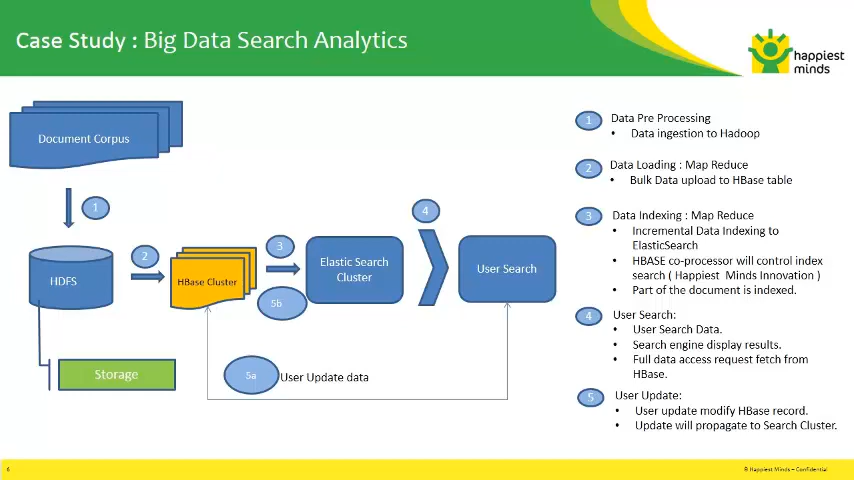 Case Study : Big Data Search Analytics
happiest
minds
Document Corpus
1
HDFS
2
HBase Cluster
3
5b
Elastic Search
Cluster
4
User Search
Storage
5a
User Update data
1
Data Pre Processing
• Data ingestion to Hadoop
2
Data Loading : Map Reduce
• Bulk Data upload to HBase table
3
Data Indexing : Map Reduce
• Incremental Data Indexing to
ElasticSearch
• HBASE co-processor will control index
search ( Happiest Minds Innovation )
• Part of the document is indexed.
4
User Search:
• User Search Data.
• Search engine display results.
• Full data access request fetch from
HBase.
5
User Update:
• User update modify HBase record.
• Update will propagate to Search Cluster.
6
© Happiest Minds – Confidential